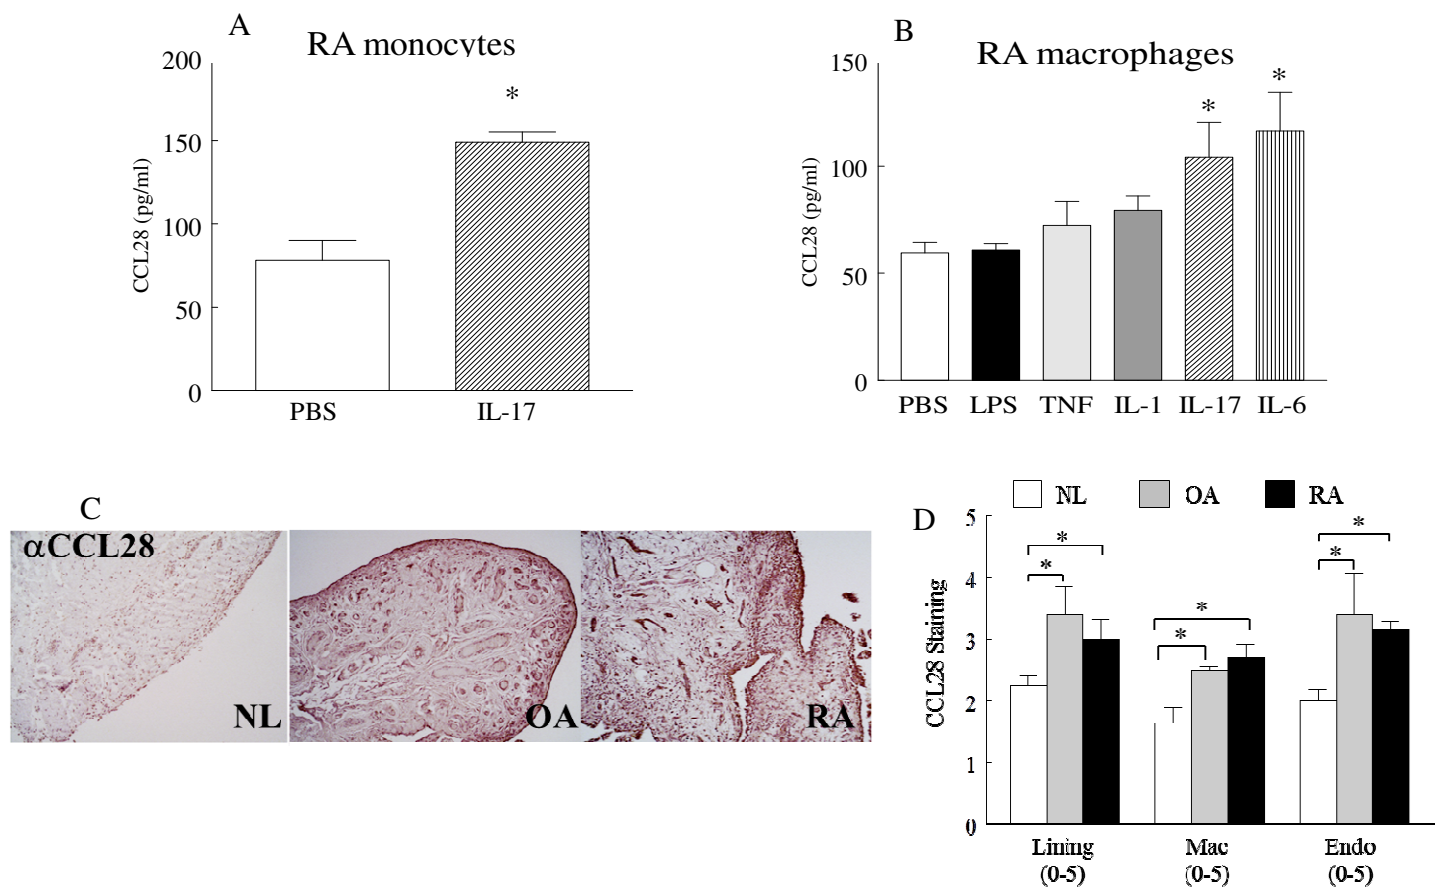 A
RA monocytes
200
150
100
50
0
CCL28 (pg/ml)
*
PBS IL-17
B
RA macrophages
150
100
50
0
CCL28 (pg/ml)
* *
PBS LPS TNF IL-1 IL-17 IL-6
C
αCCL28
NL OA RA
D
NL OA RA
5
4
3
2
1
0
CCL28 Staining
* *
* *
* *
Lining Mac Endo
(0-5) (0-5) (0-5)